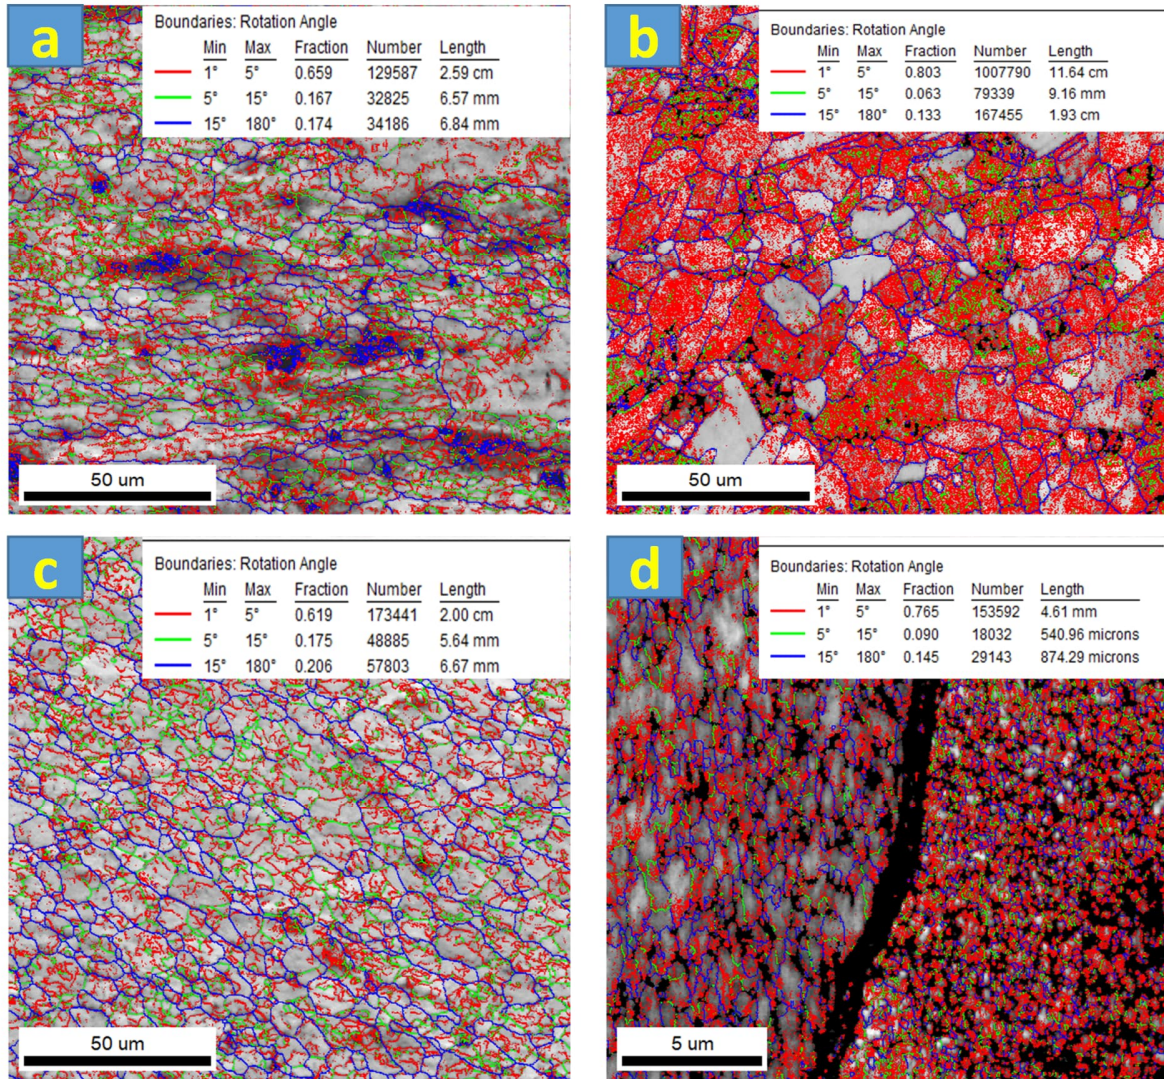 a
Boundaries: Rotation Angle
Min Max Fraction Number Length
1° 5° 0.659 129587 2.59 cm
5° 15° 0.167 32825 6.57 mm
15° 180° 0.174 34186 6.84 mm
50 um
b
Boundaries: Rotation Angle
Min Max Fraction Number Length
1° 5° 0.803 1007790 11.64 cm
5° 15° 0.063 79339 9.16 mm
15° 180° 0.133 167455 1.93 cm
50 um
c
Boundaries: Rotation Angle
Min Max Fraction Number Length
1° 5° 0.619 173441 2.00 cm
5° 15° 0.175 48885 5.64 mm
15° 180° 0.206 57803 6.67 mm
50 um
d
Boundaries: Rotation Angle
Min Max Fraction Number Length
1° 5° 0.765 153592 4.61 mm
5° 15° 0.090 18032 540.96 microns
15° 180° 0.145 29143 874.29 microns
5 um